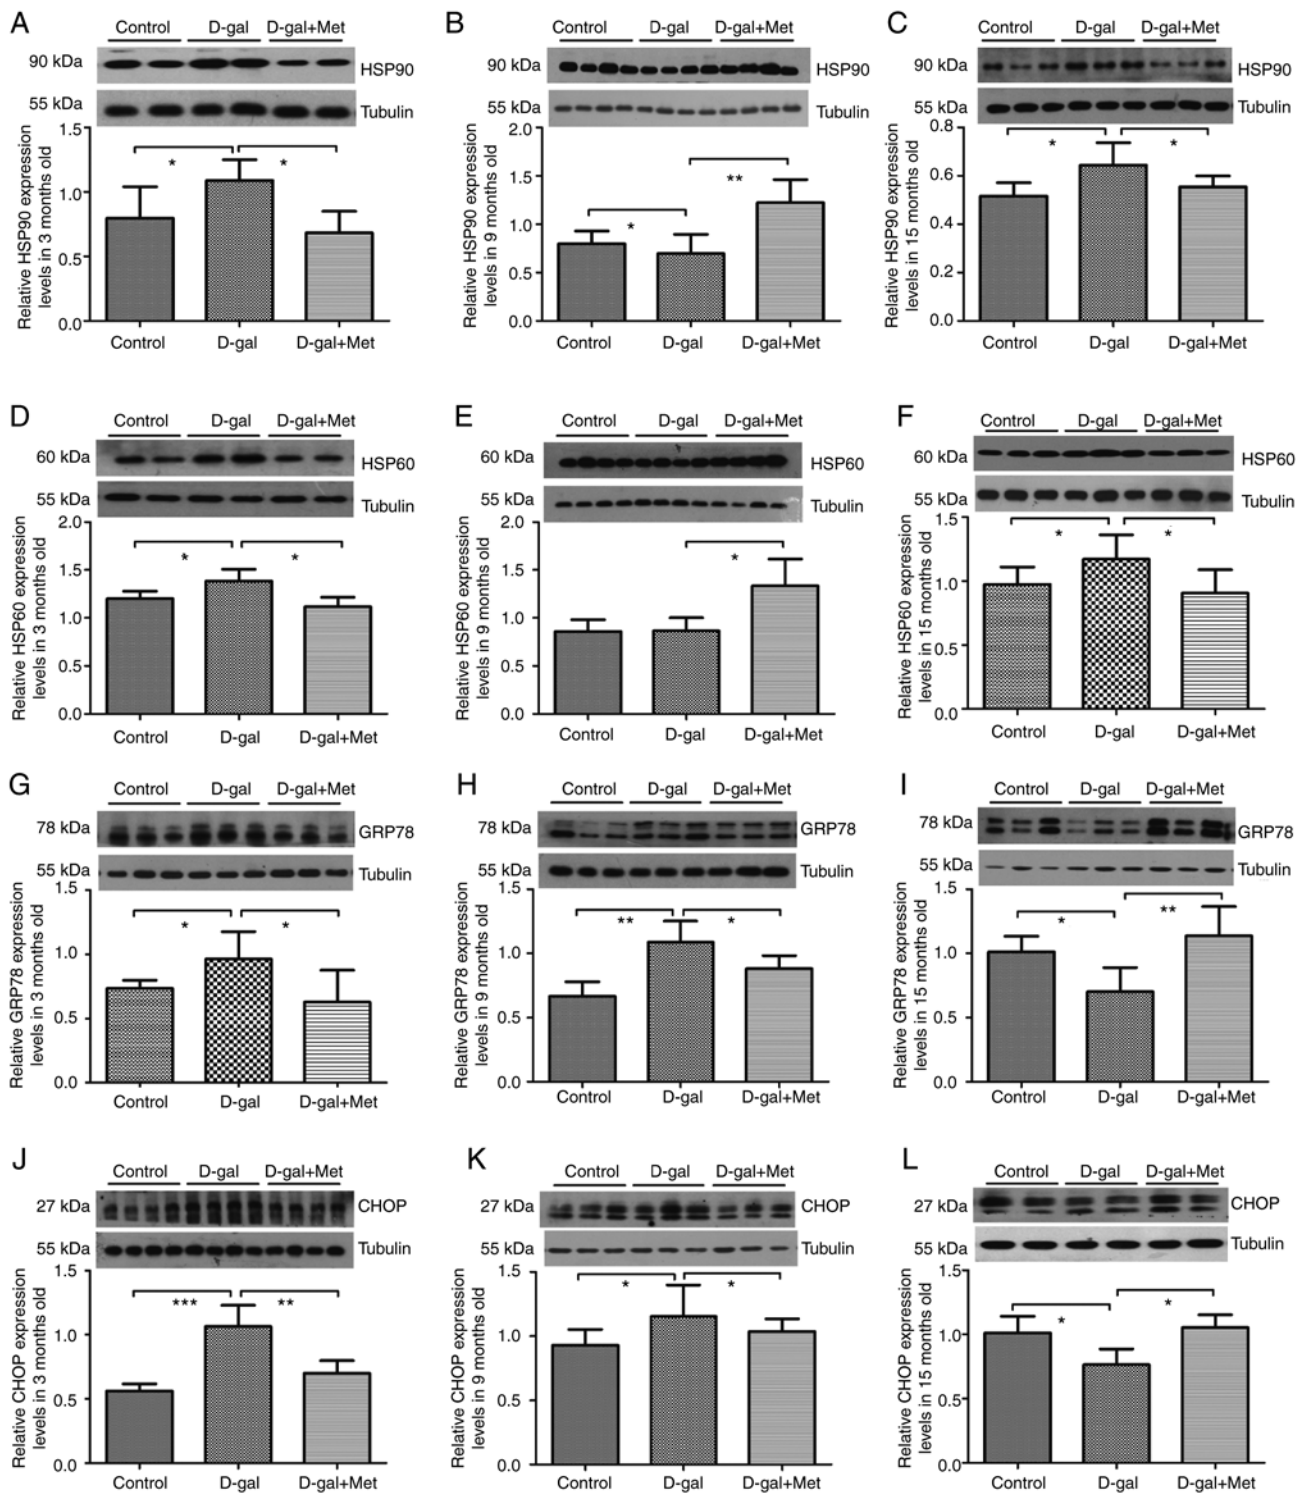 A
Control D-gal D-gal+Met
90 kDa
HSP90
55 kDa
Tubulin
Relative HSP90 expression
levels in 3 months old
1.5
1.0
0.5
0.0
* *
Control D-gal D-gal+Met
B
Control D-gal D-gal+Met
90 kDa
HSP90
55 kDa
Tubulin
Relative HSP90 expression
levels in 9 months old
2.0
1.5
1.0
0.5
0.0
* **
Control D-gal D-gal+Met
C
Control D-gal D-gal+Met
90 kDa
HSP90
55 kDa
Tubulin
Relative HSP90 expression
levels in 15 months old
0.8
0.6
0.4
0.2
0.0
* *
Control D-gal D-gal+Met
D
Control D-gal D-gal+Met
60 kDa
HSP60
55 kDa
Tubulin
Relative HSP60 expression
levels in 3 months old
2.0
1.5
1.0
0.5
0.0
* *
Control D-gal D-gal+Met
E
Control D-gal D-gal+Met
60 kDa
HSP60
55 kDa
Tubulin
Relative HSP60 expression
levels in 9 months old
2.0
1.5
1.0
0.5
0.0
*
Control D-gal D-gal+Met
F
Control D-gal D-gal+Met
60 kDa
HSP60
55 kDa
Tubulin
Relative HSP60 expression
levels in 15 months old
1.5
1.0
0.5
0.0
* *
Control D-gal D-gal+Met
G
Control D-gal D-gal+Met
78 kDa
GRP78
55 kDa
Tubulin
Relative GRP78 expression
levels in 3 months old
1.5
1.0
0.5
0.0
* *
Control D-gal D-gal+Met
H
Control D-gal D-gal+Met
78 kDa
GRP78
55 kDa
Tubulin
Relative GRP78 expression
levels in 9 months old
1.5
1.0
0.5
0.0
** *
Control D-gal D-gal+Met
I
Control D-gal D-gal+Met
78 kDa
GRP78
55 kDa
Tubulin
Relative GRP78 expression
levels in 15 months old
1.5
1.0
0.5
0.0
* **
Control D-gal D-gal+Met
J
Control D-gal D-gal+Met
27 kDa
CHOP
55 kDa
Tubulin
Relative CHOP expression
levels in 3 months old
1.5
1.0
0.5
0.0
*** **
Control D-gal D-gal+Met
K
Control D-gal D-gal+Met
27 kDa
CHOP
55 kDa
Tubulin
Relative CHOP expression
levels in 9 months old
1.5
1.0
0.5
0.0
* *
Control D-gal D-gal+Met
L
Control D-gal D-gal+Met
27 kDa
CHOP
55 kDa
Tubulin
Relative CHOP expression
levels in 15 months old
1.5
1.0
0.5
0.0
* *
Control D-gal D-gal+Met